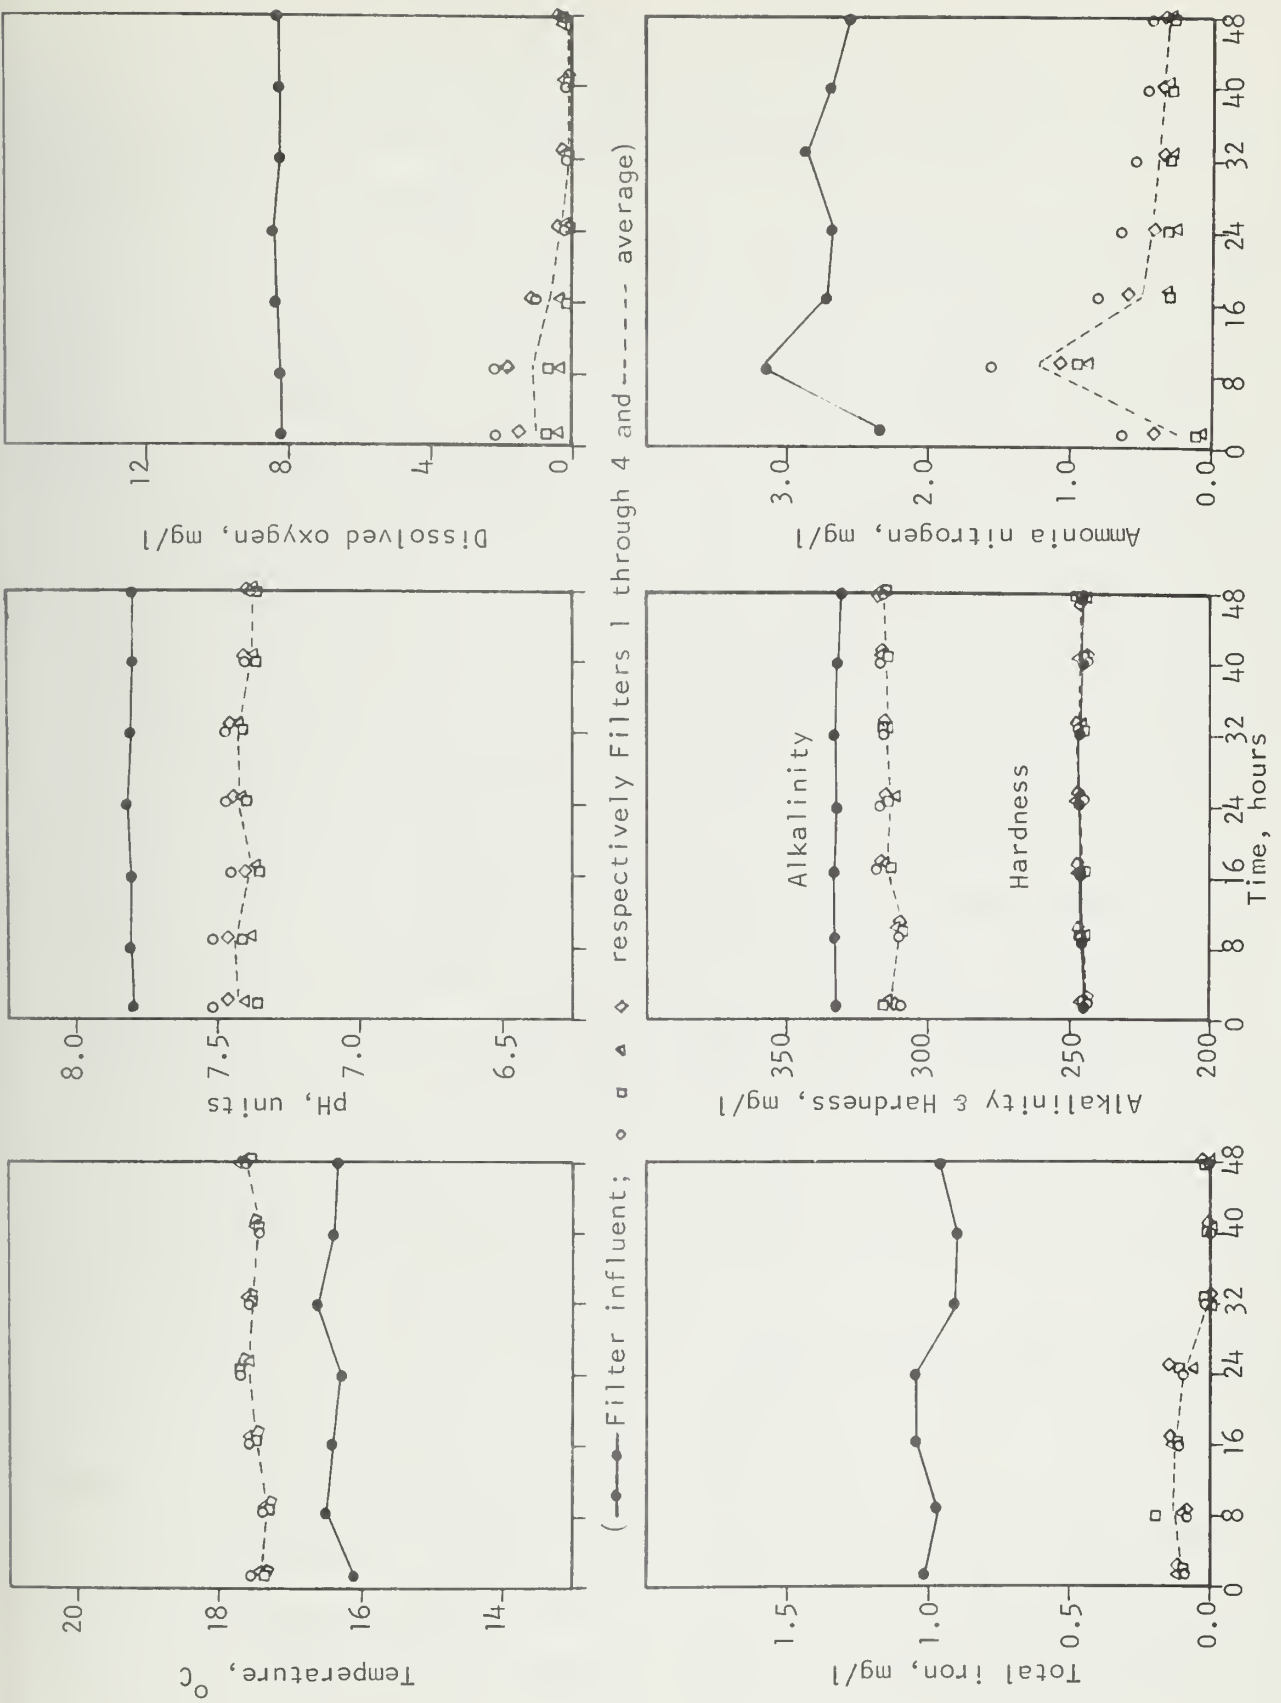 Temperature, °C
20
18
16
14
pH, units
8.0
7.5
7.0
6.5
Dissolved oxygen, mg/l
12
8
4
0
(●—●— Filter influent; ○ □ △ ◇ respectively Filters 1 through 4 and ------ average)
Total iron, mg/l
1.5
1.0
0.5
0.0
0 8 16 24 32 40 48
Alkalinity & Hardness, mg/l
350
300
250
200
Alkalinity
Hardness
0 8 16 24 32 40 48
Time, hours
Ammonia nitrogen, mg/l
3.0
2.0
1.0
0.0
0 8 16 24 32 40 48